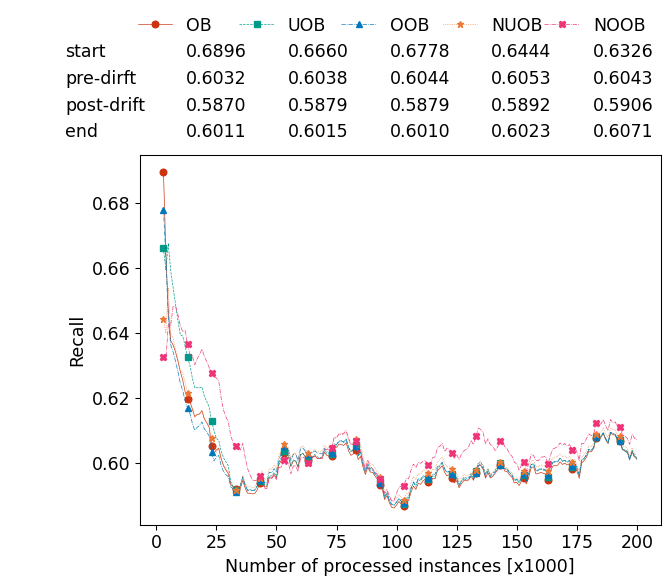 OB UOB OOB NUOB NOOB
start 0.6896 0.6660 0.6778 0.6444 0.6326
pre-dirft 0.6032 0.6038 0.6044 0.6053 0.6043
post-drift 0.5870 0.5879 0.5879 0.5892 0.5906
end 0.6011 0.6015 0.6010 0.6023 0.6071
0.68
0.66
0.64
0.62
0.60
Recall
0 25 50 75 100 125 150 175 200
Number of processed instances [x1000]